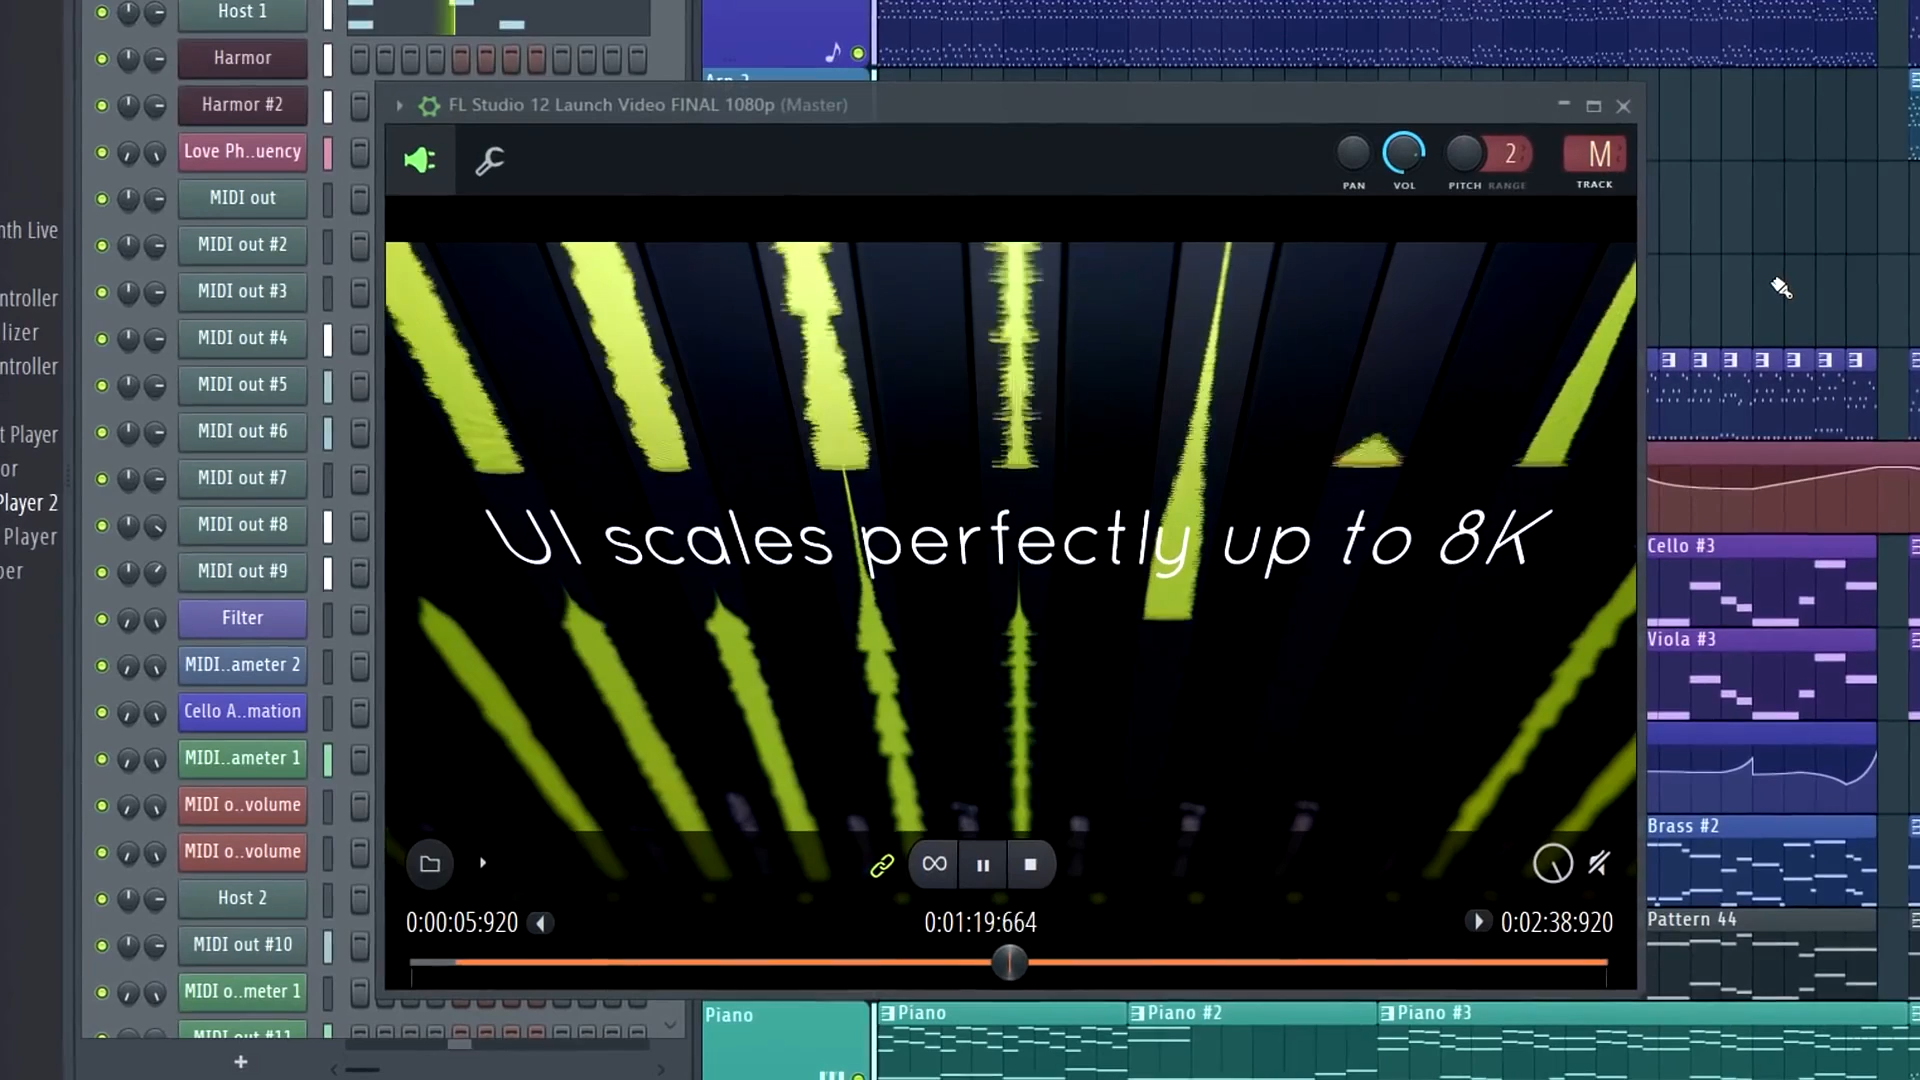 Host 1
Harmor
Harmor #2
Love Ph..uency
MIDI out
MIDI out #2
MIDI out #3
MIDI out #4
MIDI out #5
MIDI out #6
MIDI out #7
MIDI out #8
MIDI out #9
Filter
MIDI..ameter 2
Cello A..mation
MIDI..ameter 1
MIDI o..volume
MIDI o..volume
Host 2
MIDI out #10
MIDI o..meter 1
MIDI out #11
nth Live
ntroller
lizer
ntroller
t Player
or
Player 2
Player
per
FL Studio 12 Launch Video FINAL 1080p (Master)
PAN
VOL
PITCH RANGE
2
M
TRACK
UI scales perfectly up to 8K
0:00:05:920
0:01:19:664
0:02:38:920
Arp 2
Cello #3
Viola #3
Brass #2
Pattern 44
Piano
Piano
Piano #2
Piano #3